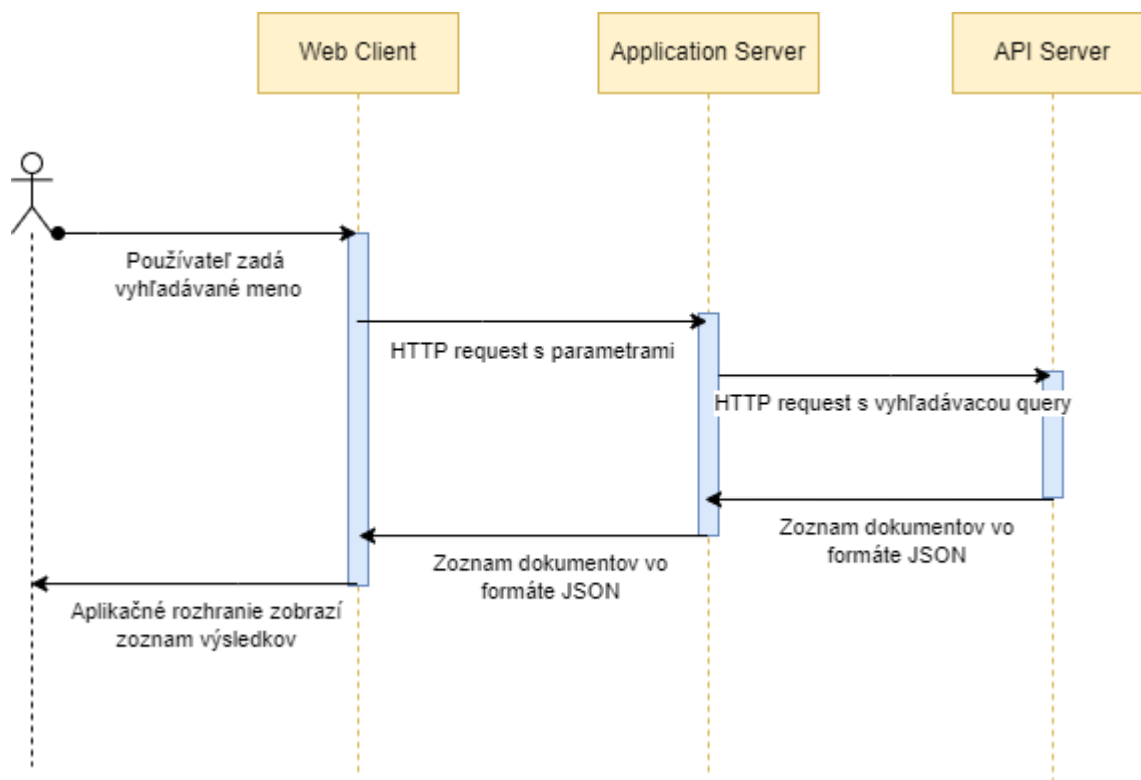 Web Client
Application Server
API Server
Používateľ zadá
vyhľadávané meno
HTTP request s parametrami
HTTP request s vyhľadávacou query
Zoznam dokumentov vo
formáte JSON
Zoznam dokumentov vo
formáte JSON
Aplikačné rozhranie zobrazí
zoznam výsledkov